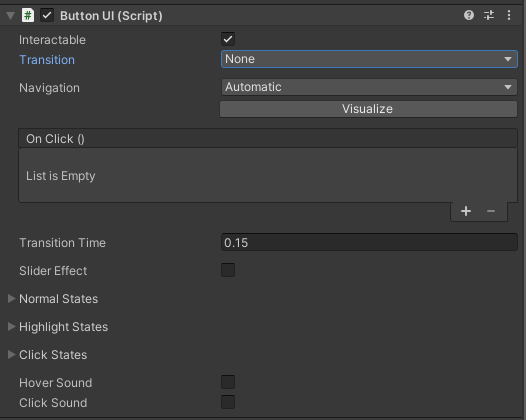 Button UI (Script)
Interactable
Transition None
Navigation Automatic
Visualize
On Click ()
List is Empty
Transition Time 0.15
Slider Effect
Normal States
Highlight States
Click States
Hover Sound
Click Sound